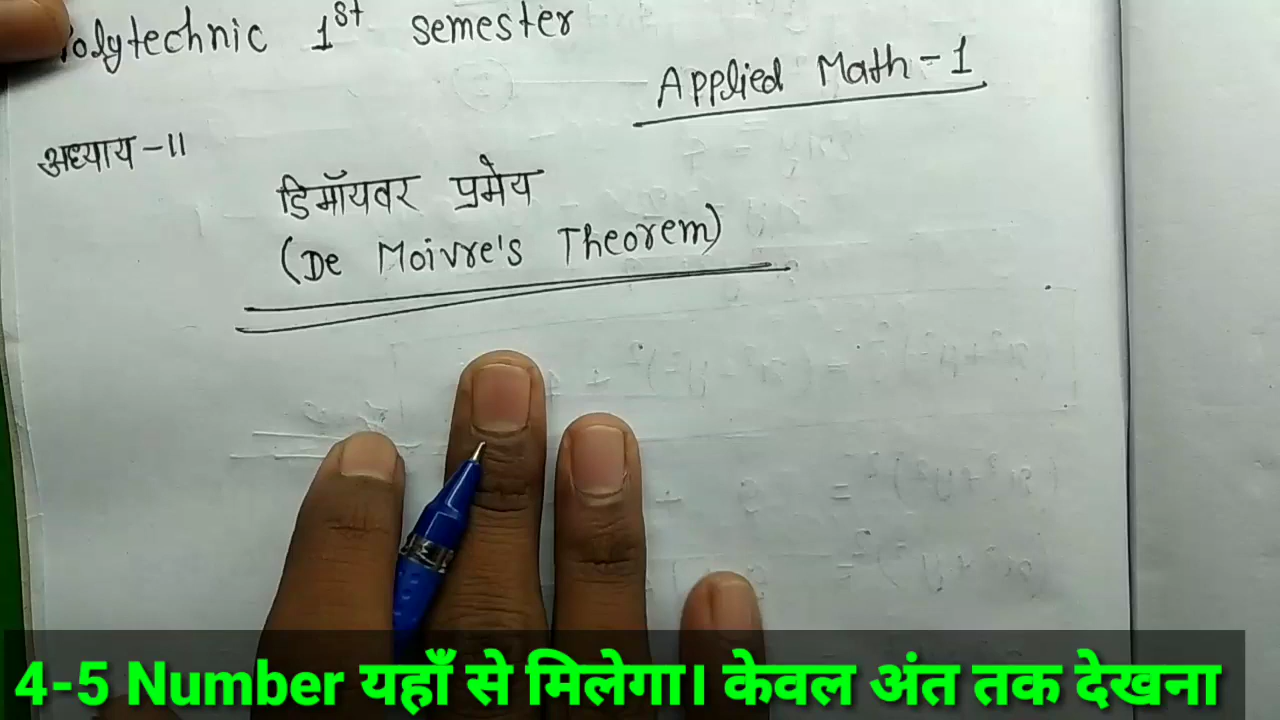 Polytechnic 1st semester
Applied Math-1
अध्याय-11
डिमॉयवर प्रमेय
(De Moivre's Theorem)
4-5 Number यहाँ से मिलेगा। केवल अंत तक देखना